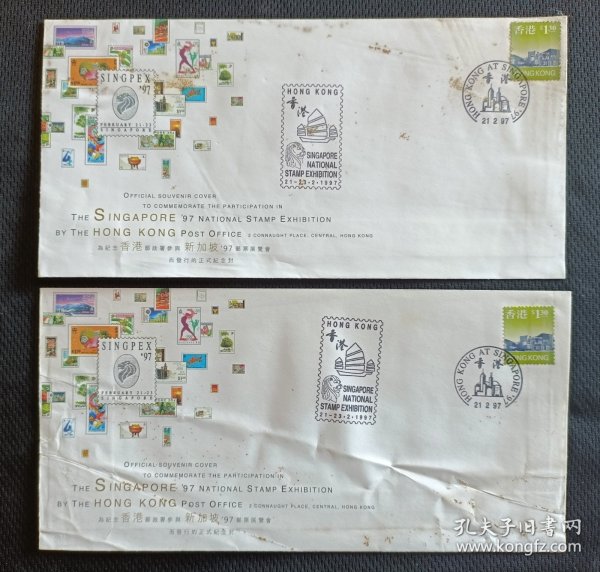 SINGPEX
'97
FEBRUARY 21-23
SINGAPORE
HONG KONG
香港
SINGAPORE
NATIONAL
STAMP EXHIBITION
21-23·2·1997
香港 $1.30
HONG KONG
HONG KONG AT SINGAPORE '97
香港
21 2 97
OFFICIAL SOUVENIR COVER
TO COMMEMORATE THE PARTICIPATION IN
THE SINGAPORE '97 NATIONAL STAMP EXHIBITION
BY THE HONG KONG POST OFFICE 2 CONNAUGHT PLACE, CENTRAL, HONG KONG
為紀念香港郵政署參與新加坡'97郵票展覽會
而發行的正式紀念封
SINGPEX
'97
FEBRUARY 21-23
SINGAPORE
HONG KONG
香港
SINGAPORE
NATIONAL
STAMP EXHIBITION
21-23·2·1997
香港 $1.30
HONG KONG
HONG KONG AT SINGAPORE '97
香港
21 2 97
OFFICIAL SOUVENIR COVER
TO COMMEMORATE THE PARTICIPATION IN
THE SINGAPORE '97 NATIONAL STAMP EXHIBITION
BY THE HONG KONG POST OFFICE 2 CONNAUGHT PLACE, CENTRAL, HONG KONG
為紀念香港郵政署參與新加坡'97郵票展覽會
而發行的正式紀念封
孔夫子旧書网
www.kongfz.com